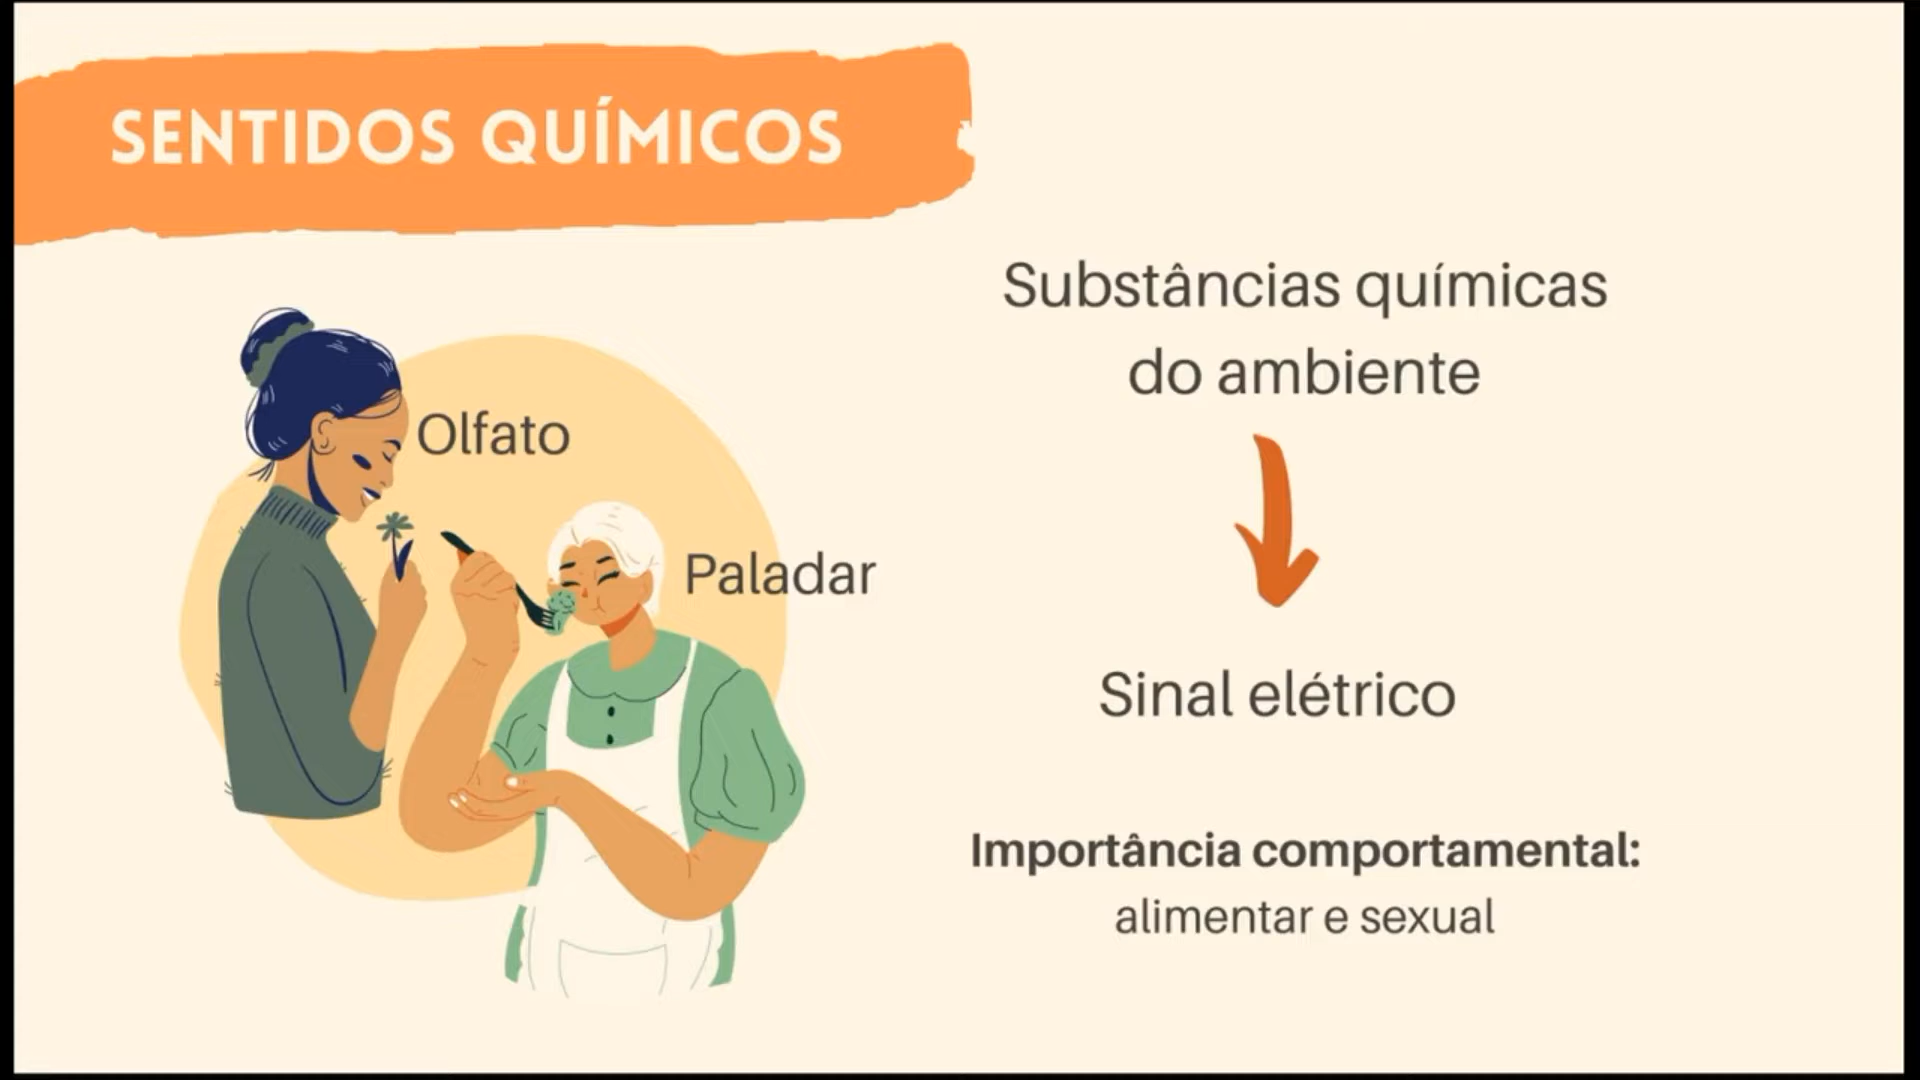 SENTIDOS QUÍMICOS
Olfato
Paladar
Substâncias químicas
do ambiente
Sinal elétrico
Importância comportamental:
alimentar e sexual